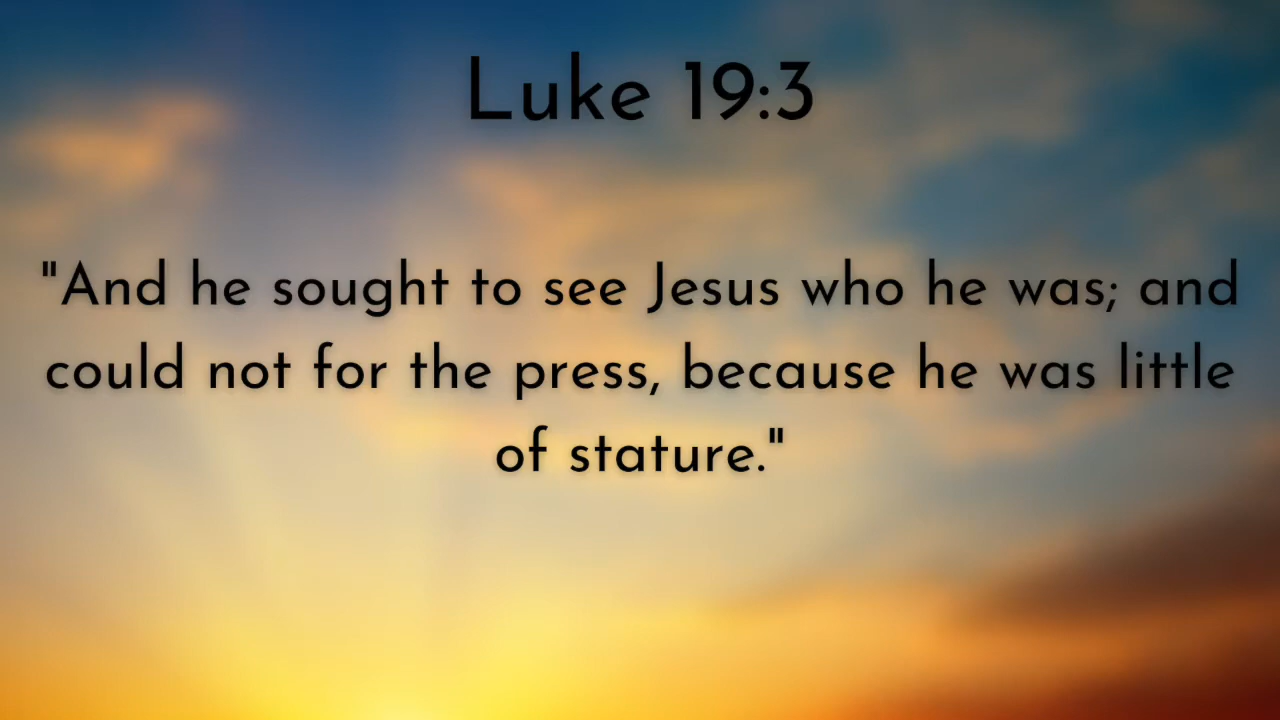 Luke 19:3
"And he sought to see Jesus who he was; and
could not for the press, because he was little
of stature."